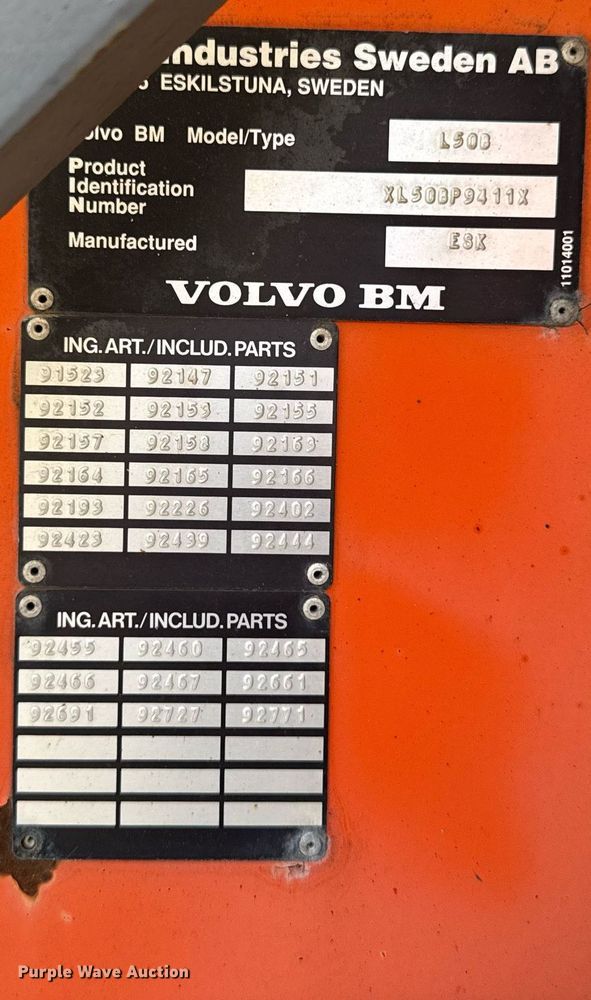 Industries Sweden AB
ESKILSTUNA, SWEDEN
Volvo BM Model/Type L50B
Product
Identification
Number
XL50BP9411X
Manufactured ESK
11014001
VOLVO BM
ING. ART./INCLUD. PARTS
91523 92147 92151
92152 92153 92155
92157 92158 92163
92164 92165 92166
92193 92226 92402
92423 92439 92444
ING. ART./INCLUD. PARTS
92455 92460 92465
92466 92467 92661
92691 92727 92771
Purple Wave Auction